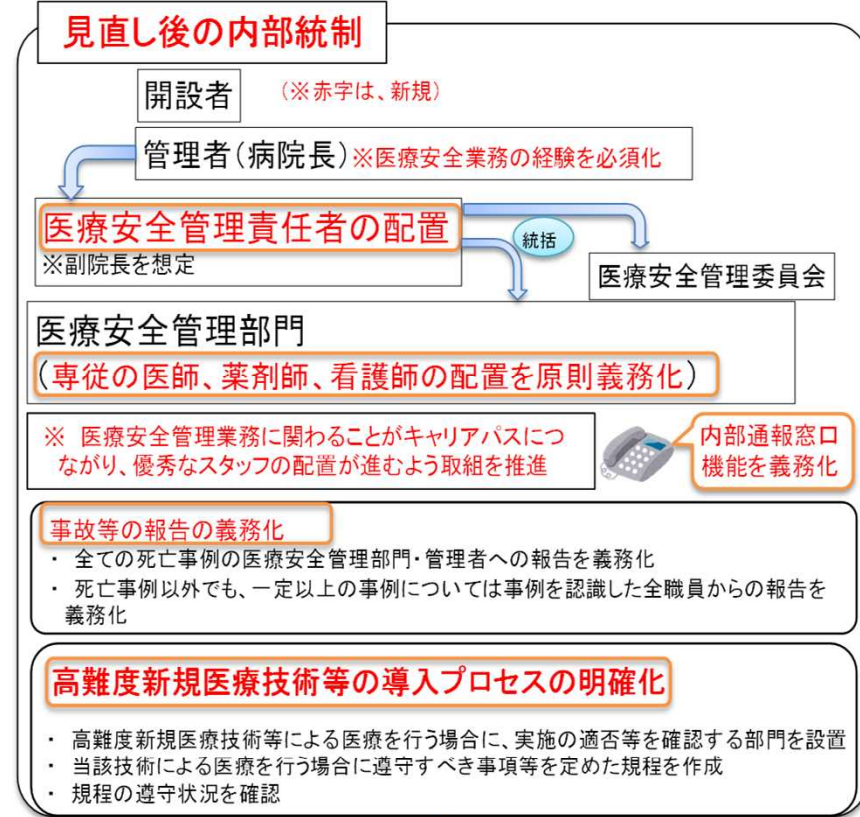 見直し後の内部統制
開設者
(※赤字は、新規)
管理者(病院長)※医療安全業務の経験を必須化
医療安全管理責任者の配置
※副院長を想定
統括
医療安全管理委員会
医療安全管理部門
(専従の医師、薬剤師、看護師の配置を原則義務化)
※ 医療安全管理業務に関わることがキャリアパスにつ
ながり、優秀なスタッフの配置が進むよう取組を推進
内部通報窓口
機能を義務化
事故等の報告の義務化
・ 全ての死亡事例の医療安全管理部門・管理者への報告を義務化
・ 死亡事例以外でも、一定以上の事例については事例を認識した全職員からの報告を
義務化
高難度新規医療技術等の導入プロセスの明確化
・ 高難度新規医療技術等による医療を行う場合に、実施の適否等を確認する部門を設置
・ 当該技術による医療を行う場合に遵守すべき事項等を定めた規程を作成
・ 規程の遵守状況を確認